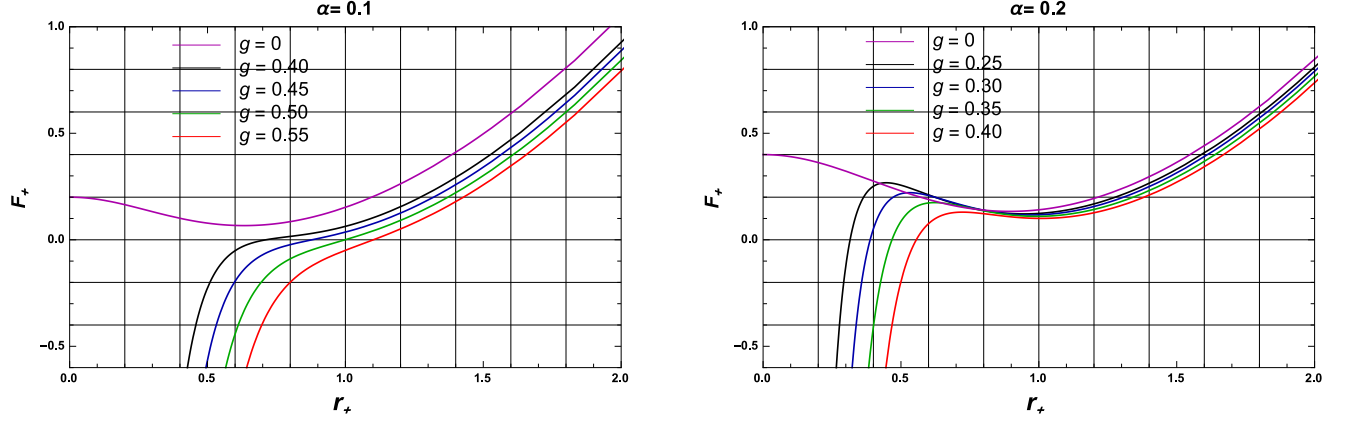 α= 0.1
g = 0
g = 0.40
g = 0.45
g = 0.50
g = 0.55
F₊
1.0
0.5
0.0
−0.5
0.0 0.5 1.0 1.5 2.0
r₊
α= 0.2
g = 0
g = 0.25
g = 0.30
g = 0.35
g = 0.40
F₊
1.0
0.5
0.0
−0.5
0.0 0.5 1.0 1.5 2.0
r₊